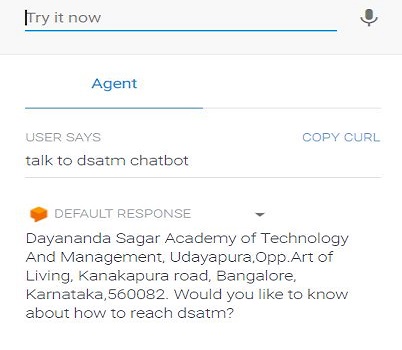 Try it now
Agent
USER SAYS COPY CURL
talk to dsatm chatbot
DEFAULT RESPONSE
Dayananda Sagar Academy of Technology
And Management, Udayapura,Opp.Art of
Living, Kanakapura road, Bangalore,
Karnataka,560082. Would you like to know
about how to reach dsatm?